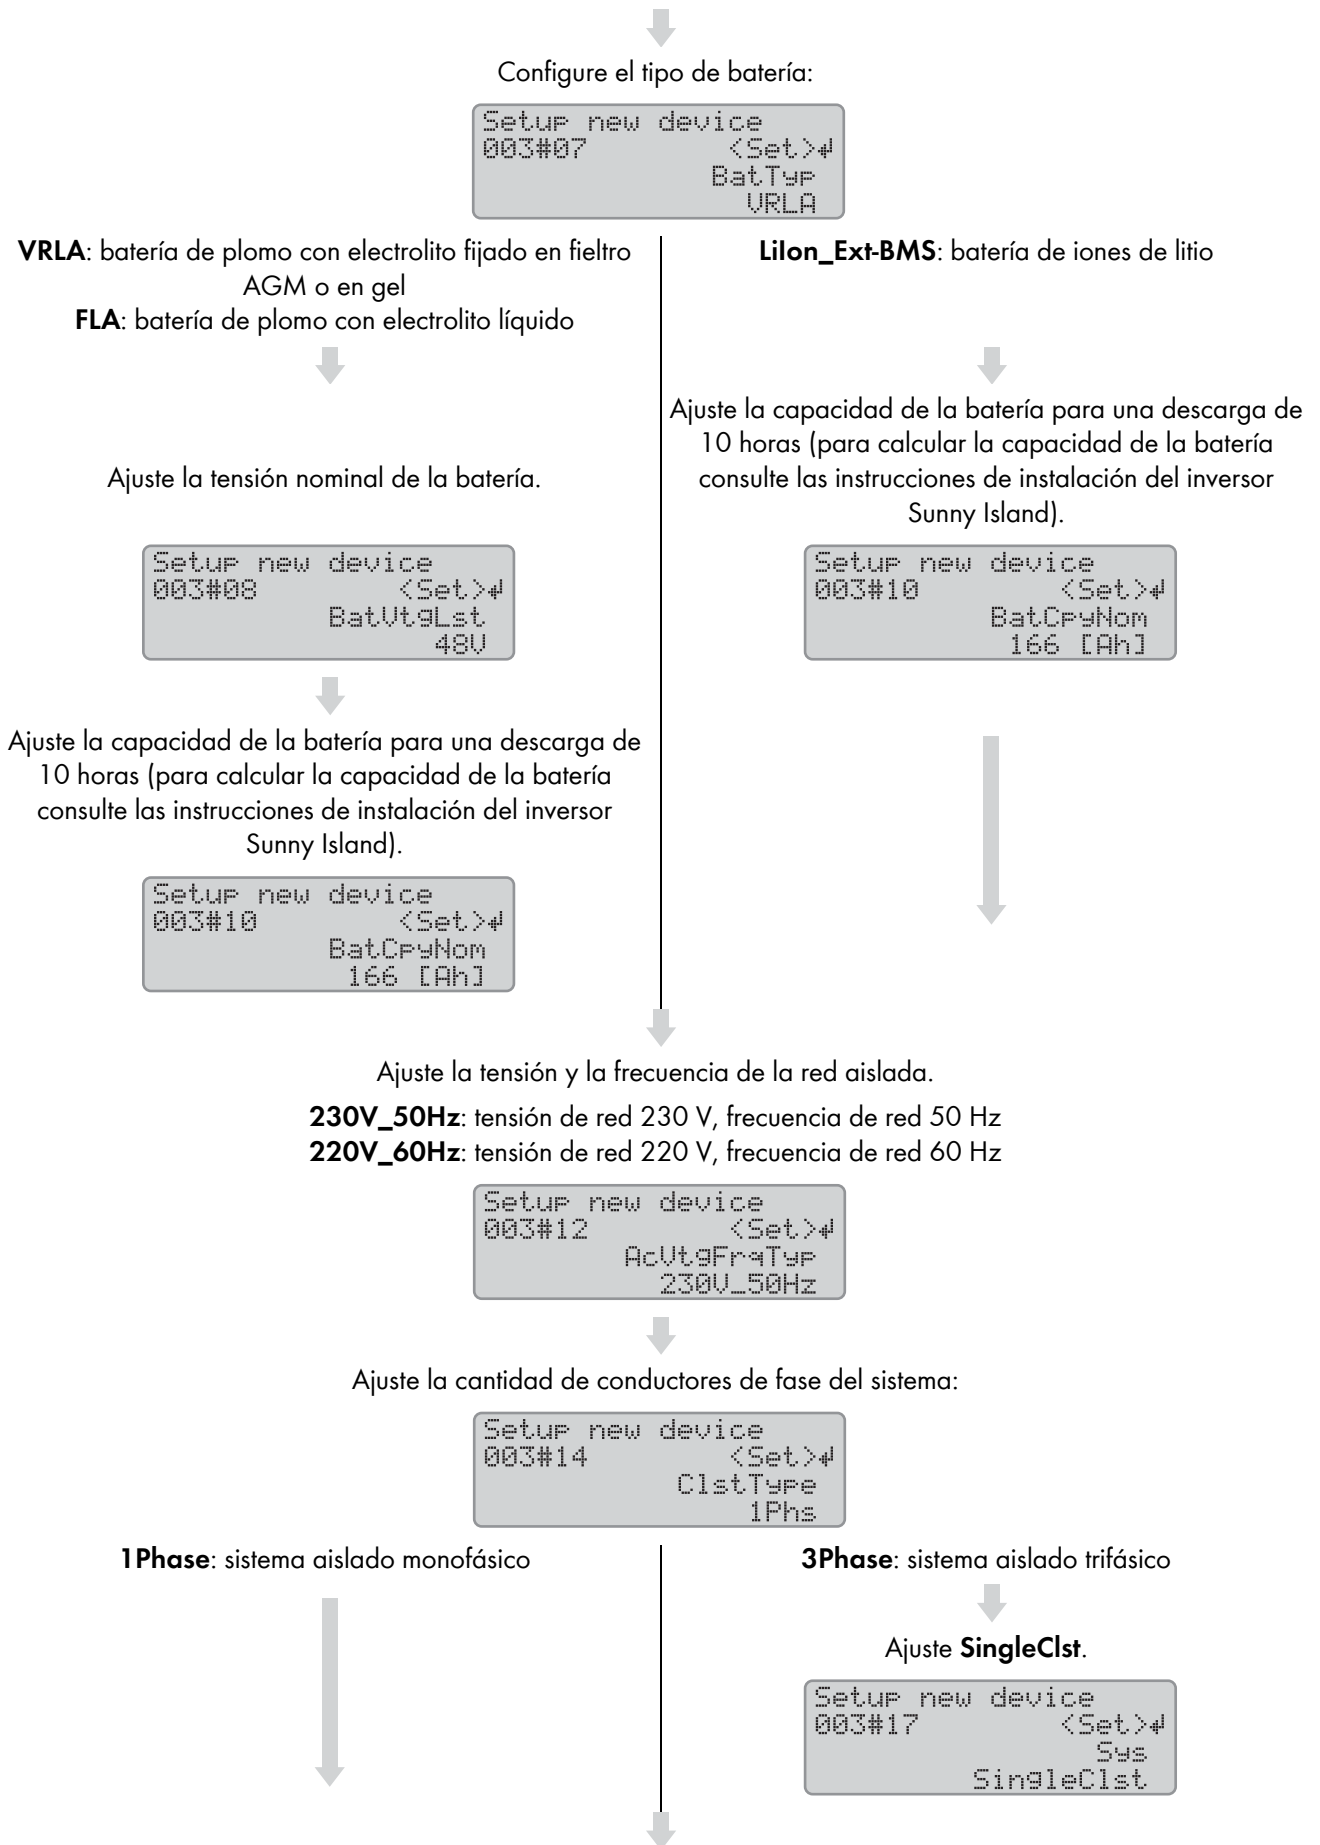 Configure el tipo de batería:
Setup new device
003#07 <Set>↵
BatTyp
VRLA
VRLA: batería de plomo con electrolito fijado en fieltro
AGM o en gel
FLA: batería de plomo con electrolito líquido
Ajuste la tensión nominal de la batería.
Setup new device
003#08 <Set>↵
BatVtgLst
48V
Ajuste la capacidad de la batería para una descarga de
10 horas (para calcular la capacidad de la batería
consulte las instrucciones de instalación del inversor
Sunny Island).
Setup new device
003#10 <Set>↵
BatCpyNom
166 [Ah]
LiIon_Ext-BMS: batería de iones de litio
Ajuste la capacidad de la batería para una descarga de
10 horas (para calcular la capacidad de la batería
consulte las instrucciones de instalación del inversor
Sunny Island).
Setup new device
003#10 <Set>↵
BatCpyNom
166 [Ah]
Ajuste la tensión y la frecuencia de la red aislada.
230V_50Hz: tensión de red 230 V, frecuencia de red 50 Hz
220V_60Hz: tensión de red 220 V, frecuencia de red 60 Hz
Setup new device
003#12 <Set>↵
AcVtgFrqTyp
230V_50Hz
Ajuste la cantidad de conductores de fase del sistema:
Setup new device
003#14 <Set>↵
ClstType
1Phs
1Phase: sistema aislado monofásico
3Phase: sistema aislado trifásico
Ajuste SingleClst.
Setup new device
003#17 <Set>↵
Sys
SingleClst